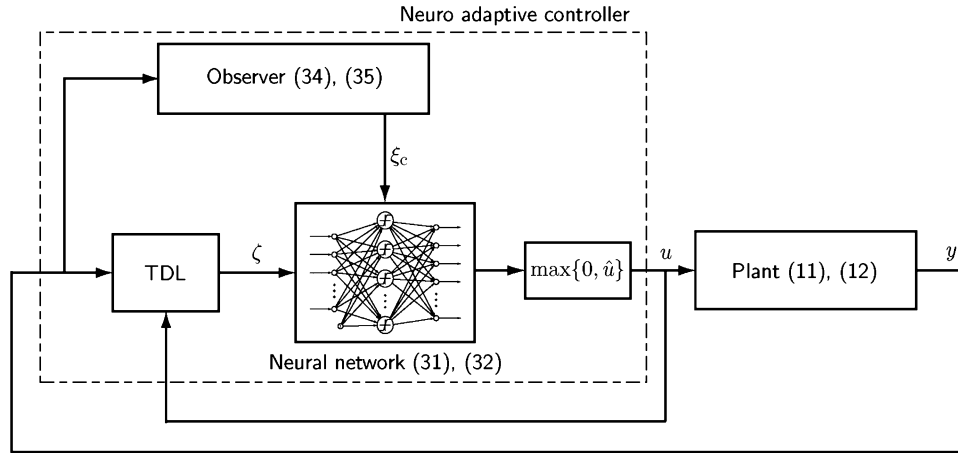 Neuro adaptive controller
Observer (34), (35)
ξc
TDL
ζ
max{0, û}
u
Plant (11), (12)
y
Neural network (31), (32)